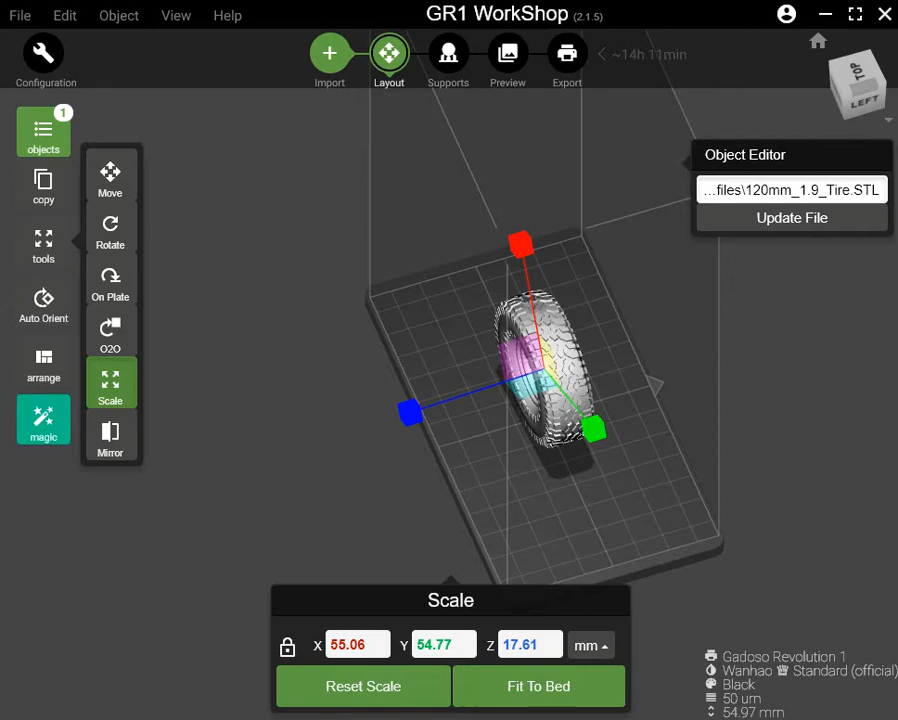 File Edit Object View Help
GR1 WorkShop (2.1.5)
Configuration
Import
Layout
Supports
Preview
Export
~14h 11min
TOP
LEFT
1
objects
copy
tools
Auto Orient
arrange
magic
Move
Rotate
On Plate
O2O
Scale
Mirror
Object Editor
...files\120mm_1.9_Tire.STL
Update File
Scale
X 55.06 Y 54.77 Z 17.61 mm
Reset Scale Fit To Bed
Gadoso Revolution 1
Wanhao Standard (official)
Black
50 um
54.97 mm